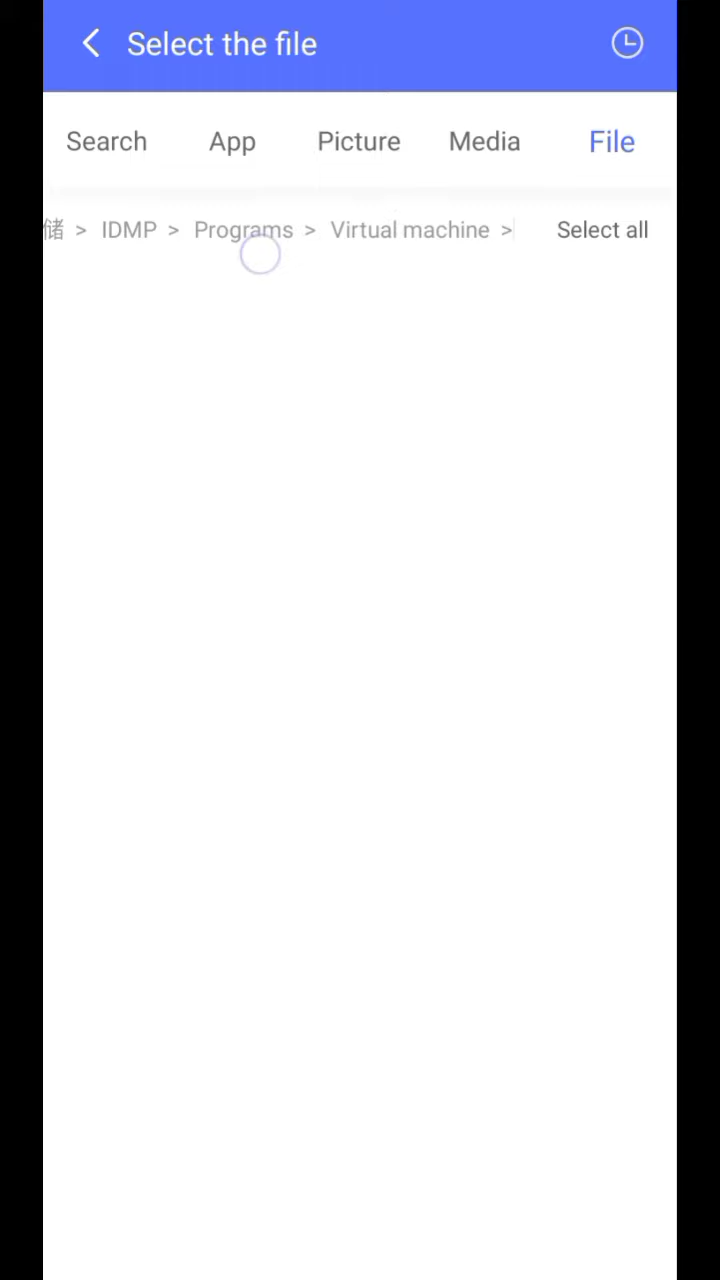 Select the file
Search App Picture Media File
储 > IDMP > Programs > Virtual machine > Select all